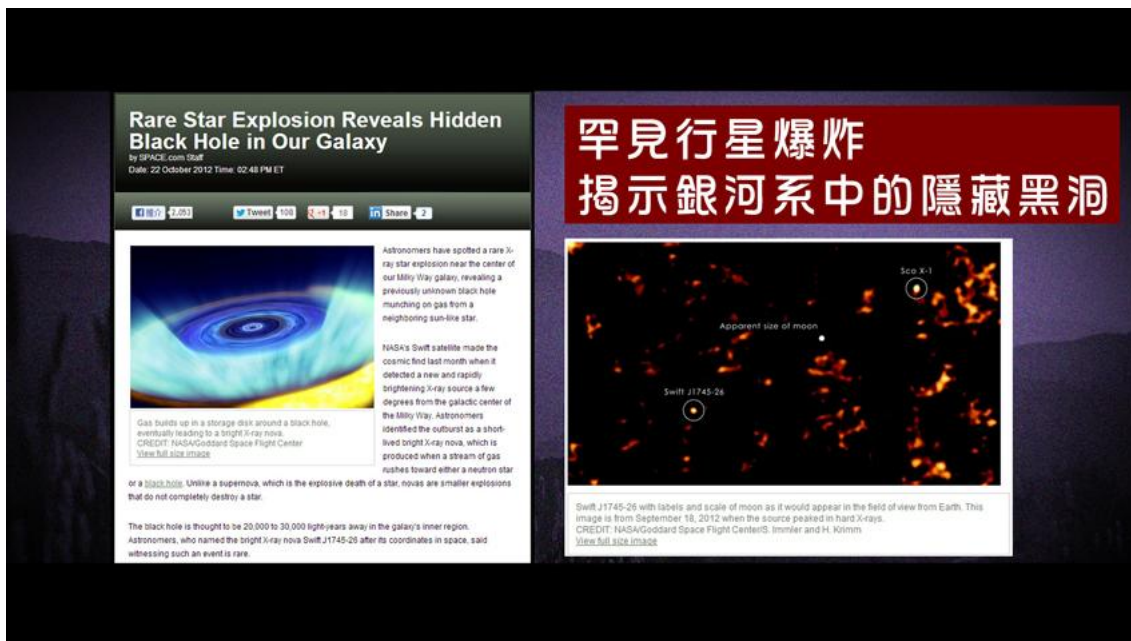 Rare Star Explosion Reveals Hidden
Black Hole in Our Galaxy
by SPACE.com Staff
Date: 22 October 2012 Time: 02:48 PM ET
推介 2,093
Tweet 108
+1 18
in Share 2
Astronomers have spotted a rare X-
ray star explosion near the center of
our Milky Way galaxy, revealing a
previously unknown black hole
munching on gas from a
neighboring sun-like star.
NASA's Swift satellite made the
cosmic find last month when it
detected a new and rapidly
brightening X-ray source a few
degrees from the galactic center of
the Milky Way. Astronomers
identified the outburst as a short-
lived bright X-ray nova, which is
produced when a stream of gas
rushes toward either a neutron star
or a black hole. Unlike a supernova, which is the explosive death of a star, novas are smaller explosions
that do not completely destroy a star.
The black hole is thought to be 20,000 to 30,000 light-years away in the galaxy's inner region.
Astronomers, who named the bright X-ray nova Swift J1745-26 after its coordinates in space, said
witnessing such an event is rare.
Gas builds up in a storage disk around a black hole,
eventually leading to a bright X-ray nova.
CREDIT: NASA/Goddard Space Flight Center
View full size image
罕見行星爆炸
揭示銀河系中的隱藏黑洞
Sco X-1
Apparent size of moon
Swift J1745-26
Swift J1745-26 with labels and scale of moon as it would appear in the field of view from Earth. This
image is from September 18, 2012 when the source peaked in hard X-rays.
CREDIT: NASA/Goddard Space Flight Center/S. Immler and H. Krimm
View full size image